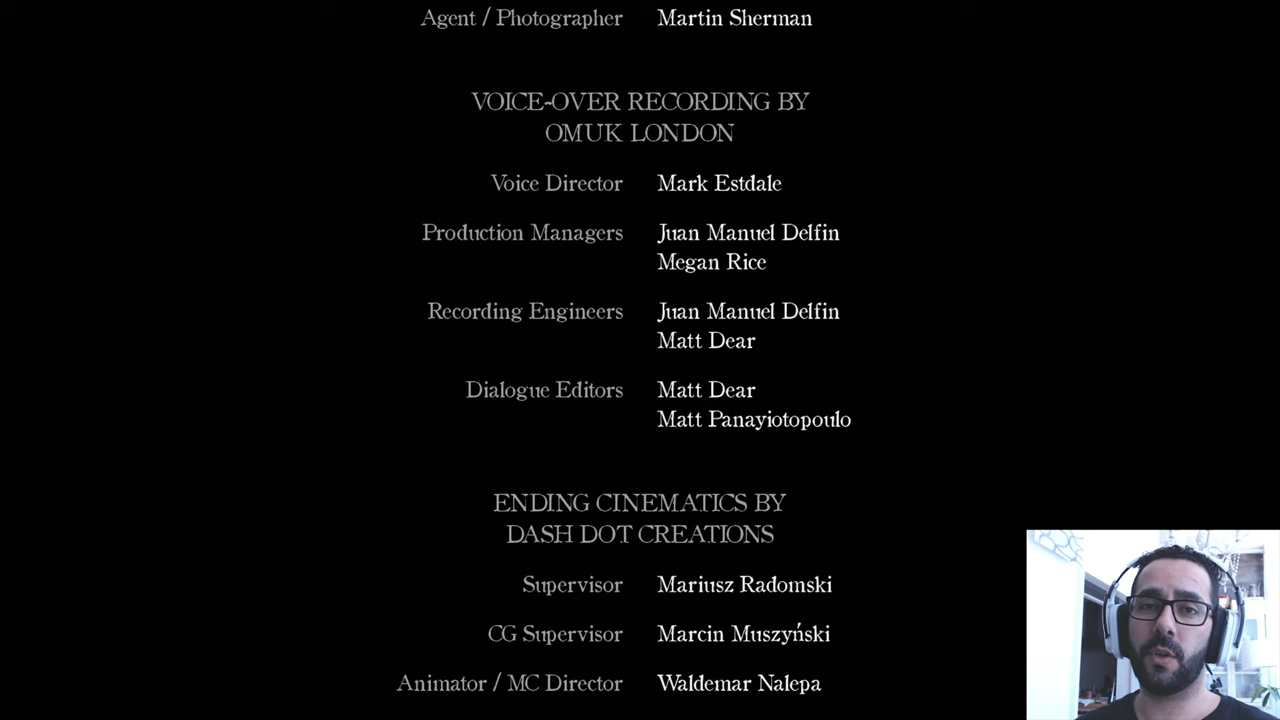 Agent / Photographer Martin Sherman
VOICE-OVER RECORDING BY
OMUK LONDON
Voice Director Mark Estdale
Production Managers Juan Manuel Delfin
Megan Rice
Recording Engineers Juan Manuel Delfin
Matt Dear
Dialogue Editors Matt Dear
Matt Panayiotopoulo
ENDING CINEMATICS BY
DASH DOT CREATIONS
Supervisor Mariusz Radomski
CG Supervisor Marcin Muszyński
Animator / MC Director Waldemar Nalepa